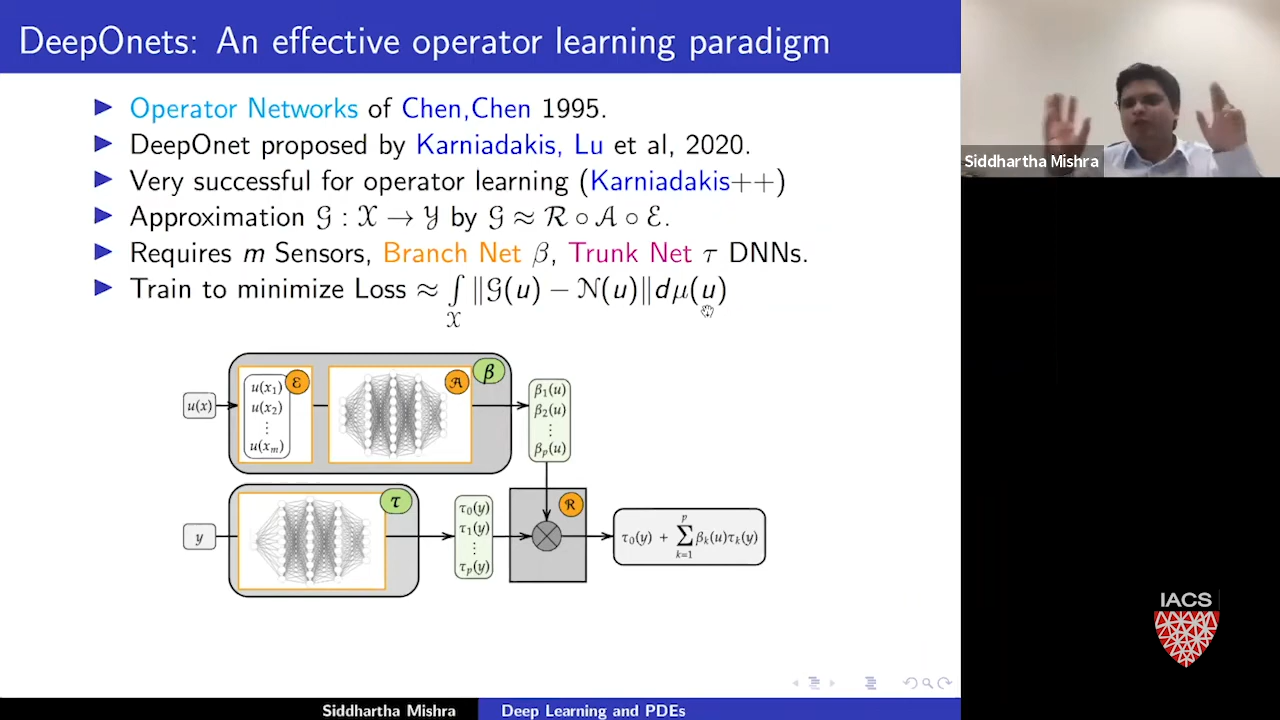 DeepOnets: An effective operator learning paradigm
Operator Networks of Chen,Chen 1995.
DeepOnet proposed by Karniadakis, Lu et al, 2020.
Very successful for operator learning (Karniadakis++)
Approximation 𝒢 : 𝒳 → 𝒴 by 𝒢 ≈ ℛ ∘ 𝒜 ∘ ℰ.
Requires m Sensors, Branch Net β, Trunk Net τ DNNs.
Train to minimize Loss ≈ ∫ ‖𝒢(u) − 𝒩(u)‖dμ(u)
𝒳
Siddhartha Mishra
u(x)
u(x₁)
u(x₂)
⋮
u(xₘ)
ℰ
𝒜
β
β₁(u)
β₂(u)
⋮
βₚ(u)
y
τ
τ₀(y)
τ₁(y)
⋮
τₚ(y)
ℛ
⊗
p
τ₀(y) + ∑ βₖ(u)τₖ(y)
k=1
IACS
Siddhartha Mishra Deep Learning and PDEs